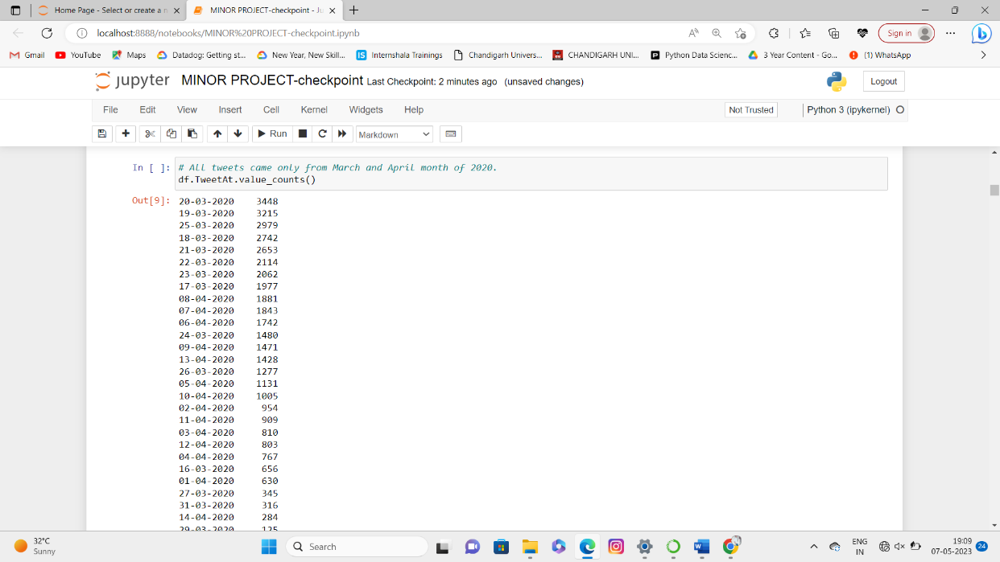 Home Page - Select or create a n
MINOR PROJECT-checkpoint - Ju
localhost:8888/notebooks/MINOR%20PROJECT-checkpoint.ipynb
Sign in
Gmail YouTube Maps Datadog: Getting st... New Year, New Skill... Internshala Trainings Chandigarh Univers... CHANDIGARH UNI... Python Data Scienc... 3 Year Content - Go... (1) WhatsApp
jupyter MINOR PROJECT-checkpoint Last Checkpoint: 2 minutes ago (unsaved changes)
Logout
File Edit View Insert Cell Kernel Widgets Help
Not Trusted
Python 3 (ipykernel)
Run
Markdown
In [ ]: # All tweets came only from March and April month of 2020.
df.TweetAt.value_counts()
Out[9]: 20-03-2020 3448
19-03-2020 3215
25-03-2020 2979
18-03-2020 2742
21-03-2020 2653
22-03-2020 2114
23-03-2020 2062
17-03-2020 1977
08-04-2020 1881
07-04-2020 1843
06-04-2020 1742
24-03-2020 1480
09-04-2020 1471
13-04-2020 1428
26-03-2020 1277
05-04-2020 1131
10-04-2020 1005
02-04-2020 954
11-04-2020 909
03-04-2020 810
12-04-2020 803
04-04-2020 767
16-03-2020 656
01-04-2020 630
27-03-2020 345
31-03-2020 316
14-04-2020 284
29-03-2020 125
32°C
Sunny
Search
ENG
IN
19:09
07-05-2023
24